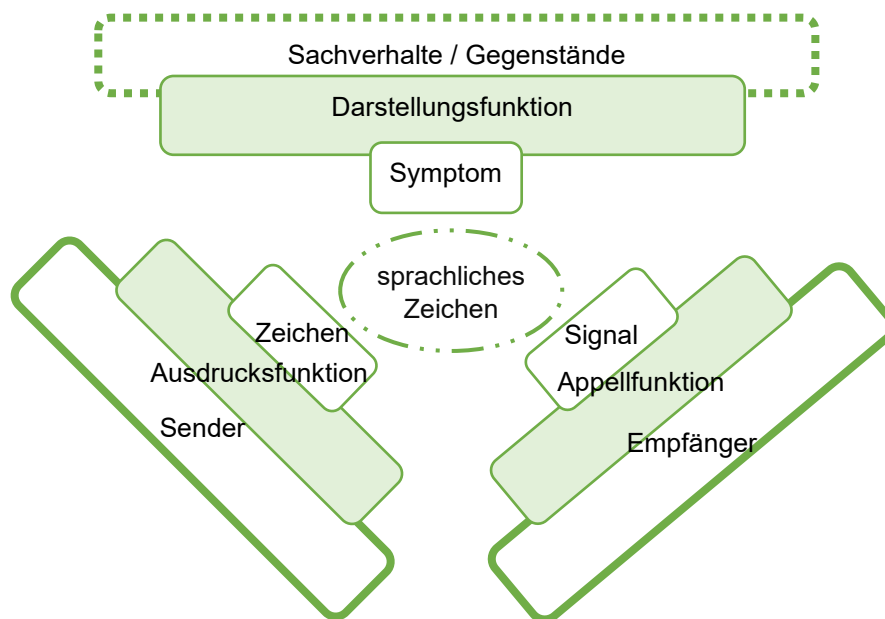 Sachverhalte / Gegenstände
Darstellungsfunktion
Symptom
sprachliches
Zeichen
Zeichen
Ausdrucksfunktion
Sender
Signal
Appellfunktion
Empfänger